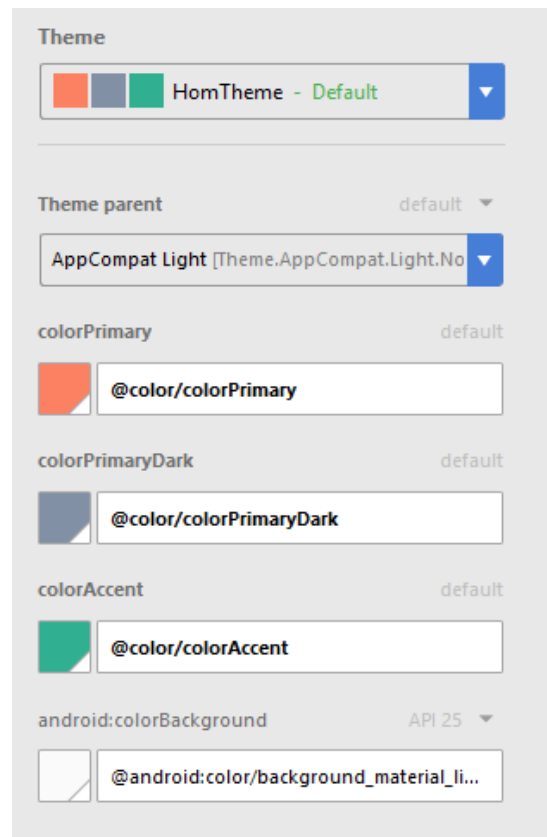 Theme
HomTheme - Default
Theme parent default
AppCompat Light [Theme.AppCompat.Light.No
colorPrimary default
@color/colorPrimary
colorPrimaryDark default
@color/colorPrimaryDark
colorAccent default
@color/colorAccent
android:colorBackground API 25
@android:color/background_material_li...